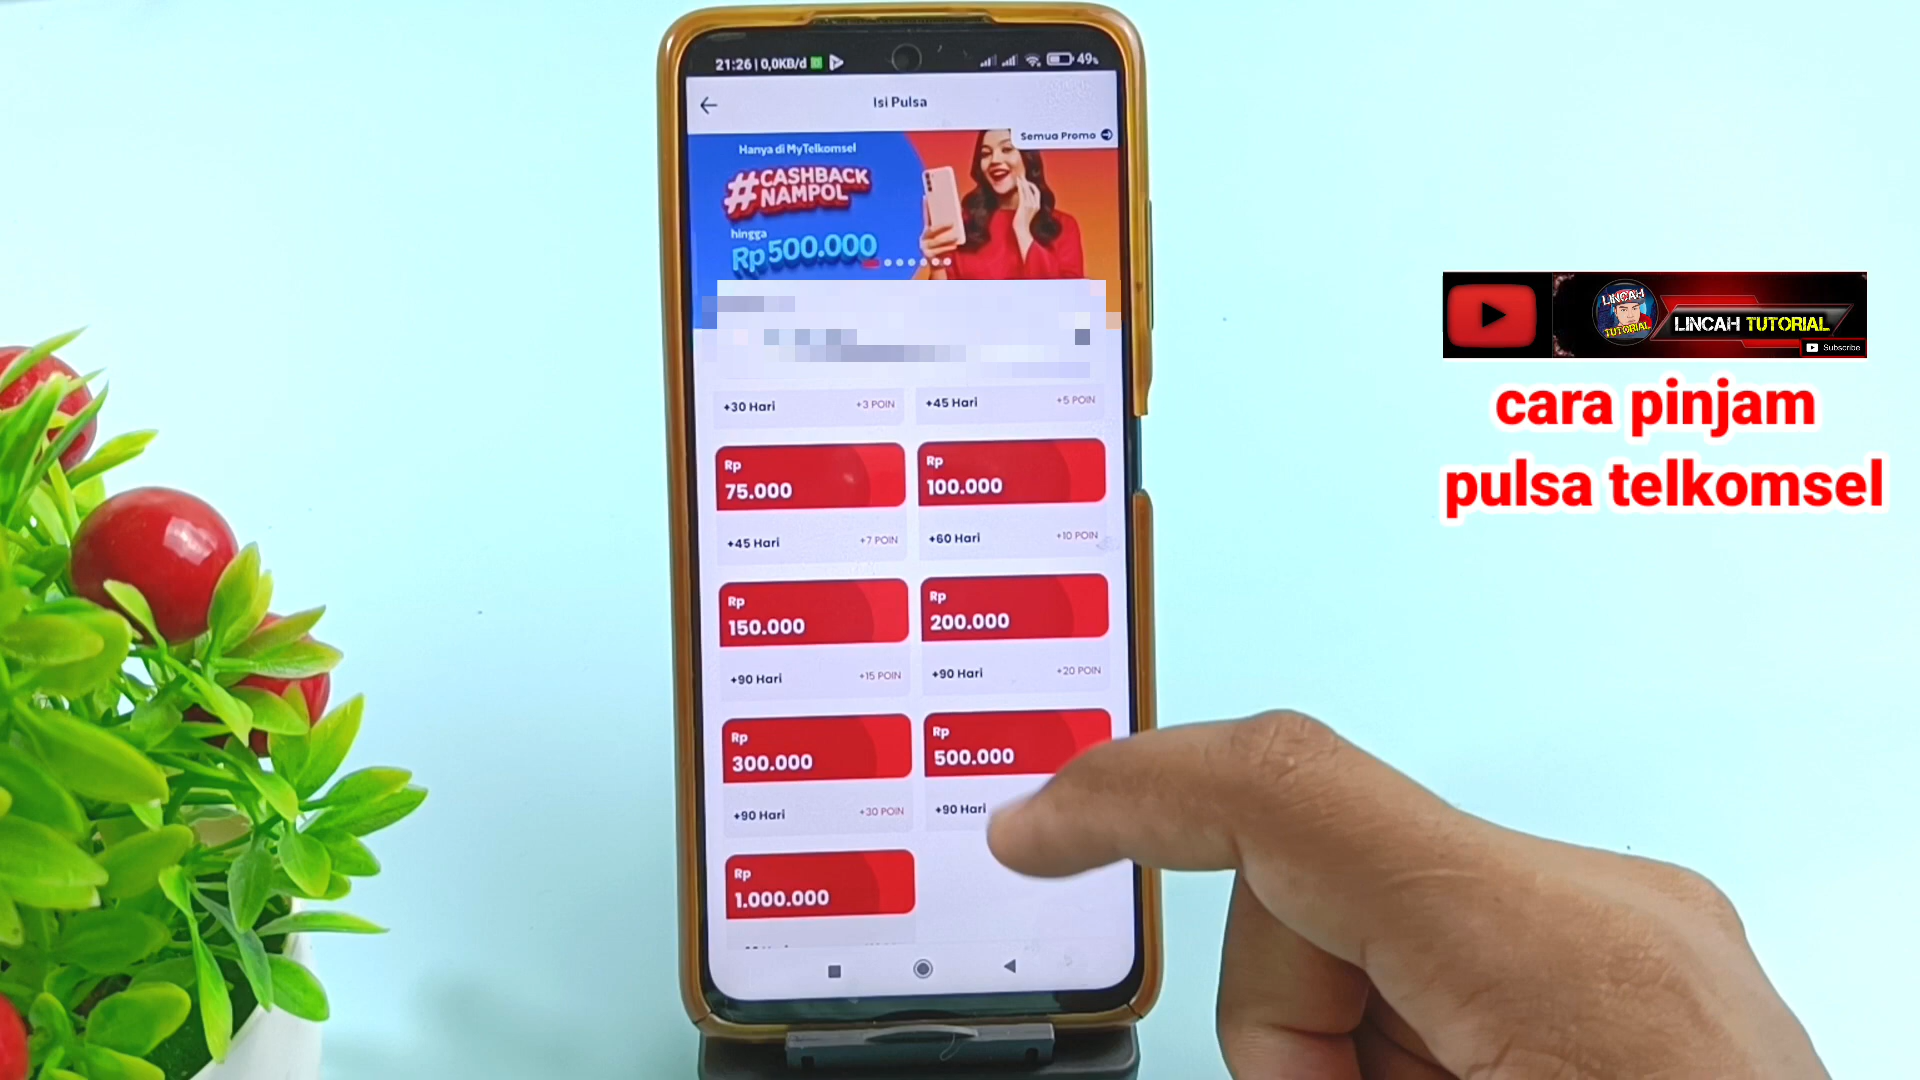 21:26 | 0,0KB/d
49%
Isi Pulsa
Semua Promo
Hanya di MyTelkomsel
#CASHBACK
NAMPOL
hingga
Rp500.000
+30 Hari +3 POIN
+45 Hari +5 POIN
Rp
75.000
+45 Hari +7 POIN
Rp
100.000
+60 Hari +10 POIN
Rp
150.000
+90 Hari +15 POIN
Rp
200.000
+90 Hari +20 POIN
Rp
300.000
+90 Hari +30 POIN
Rp
500.000
+90 Hari
Rp
1.000.000
LINCAH
TUTORIAL
LINCAH TUTORIAL
Subscribe
cara pinjam
pulsa telkomsel